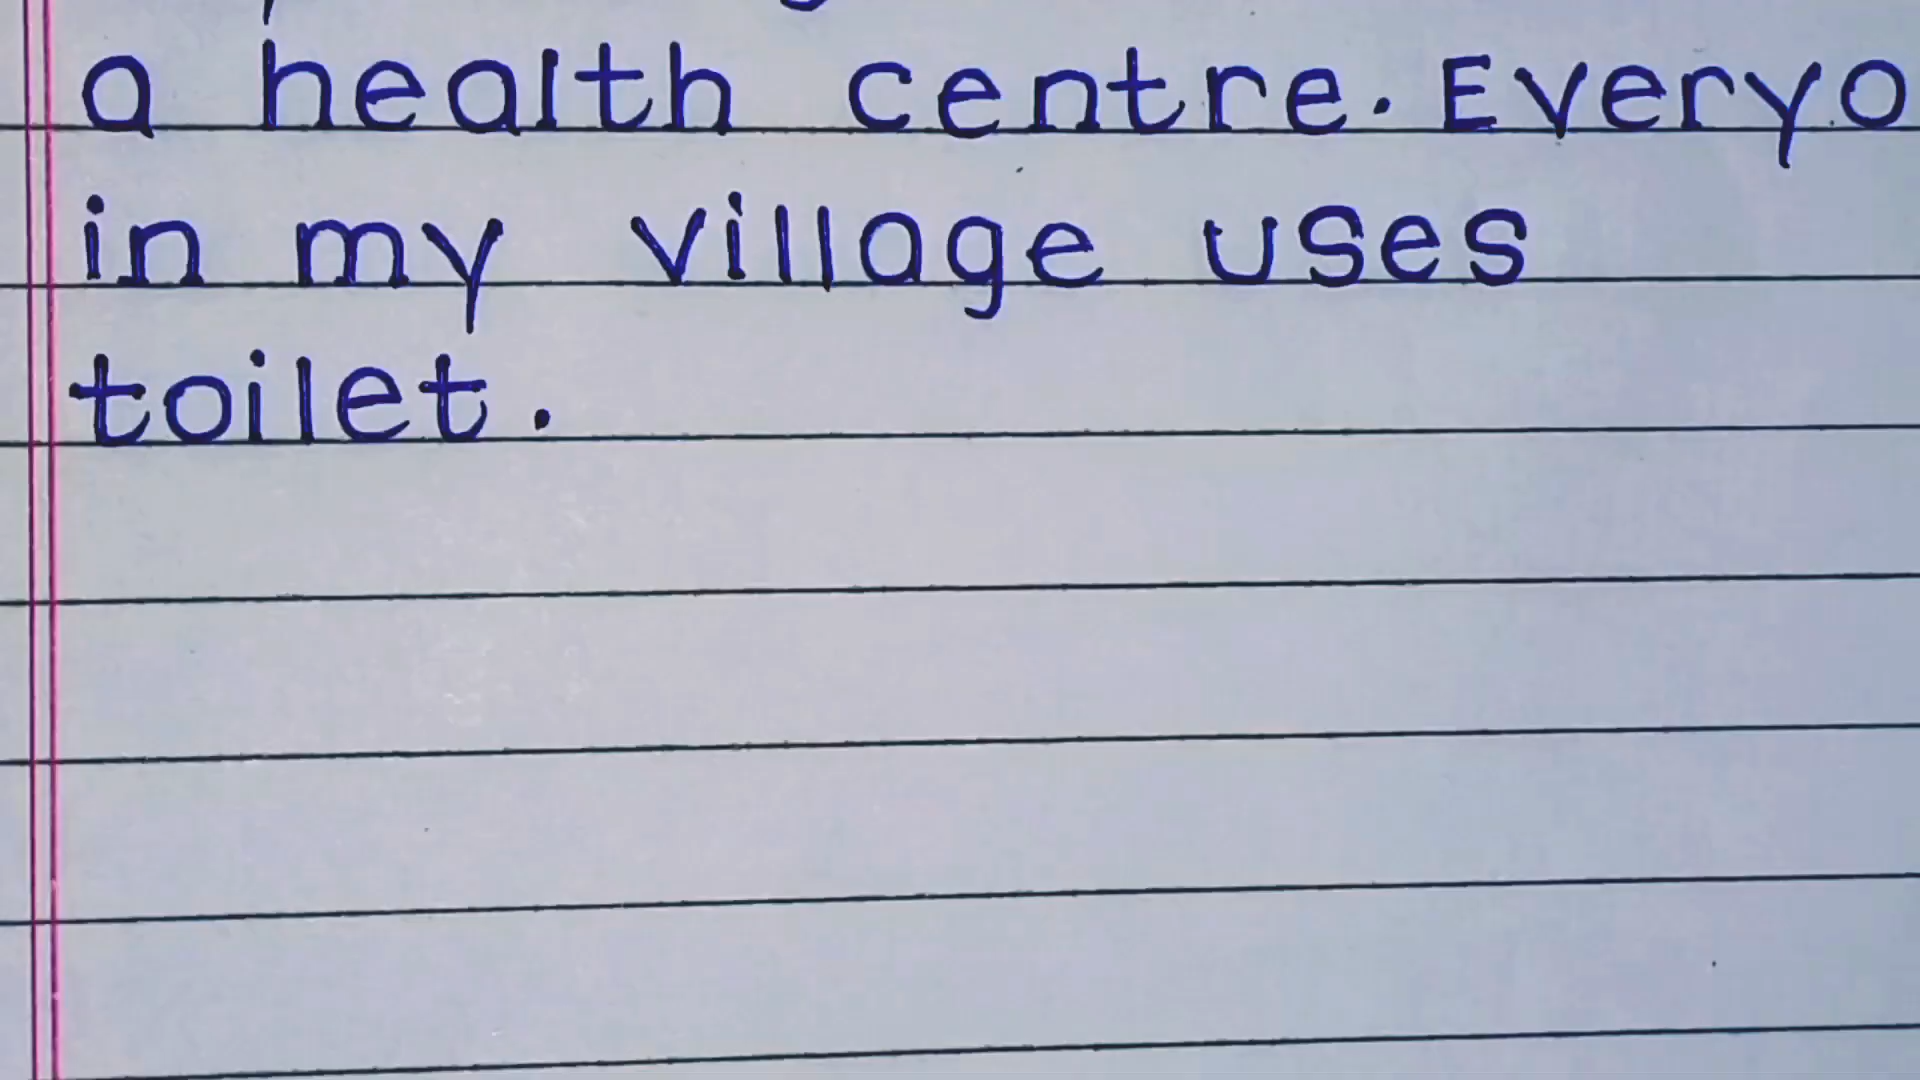 a health centre. Everyo
in my village uses
toilet.